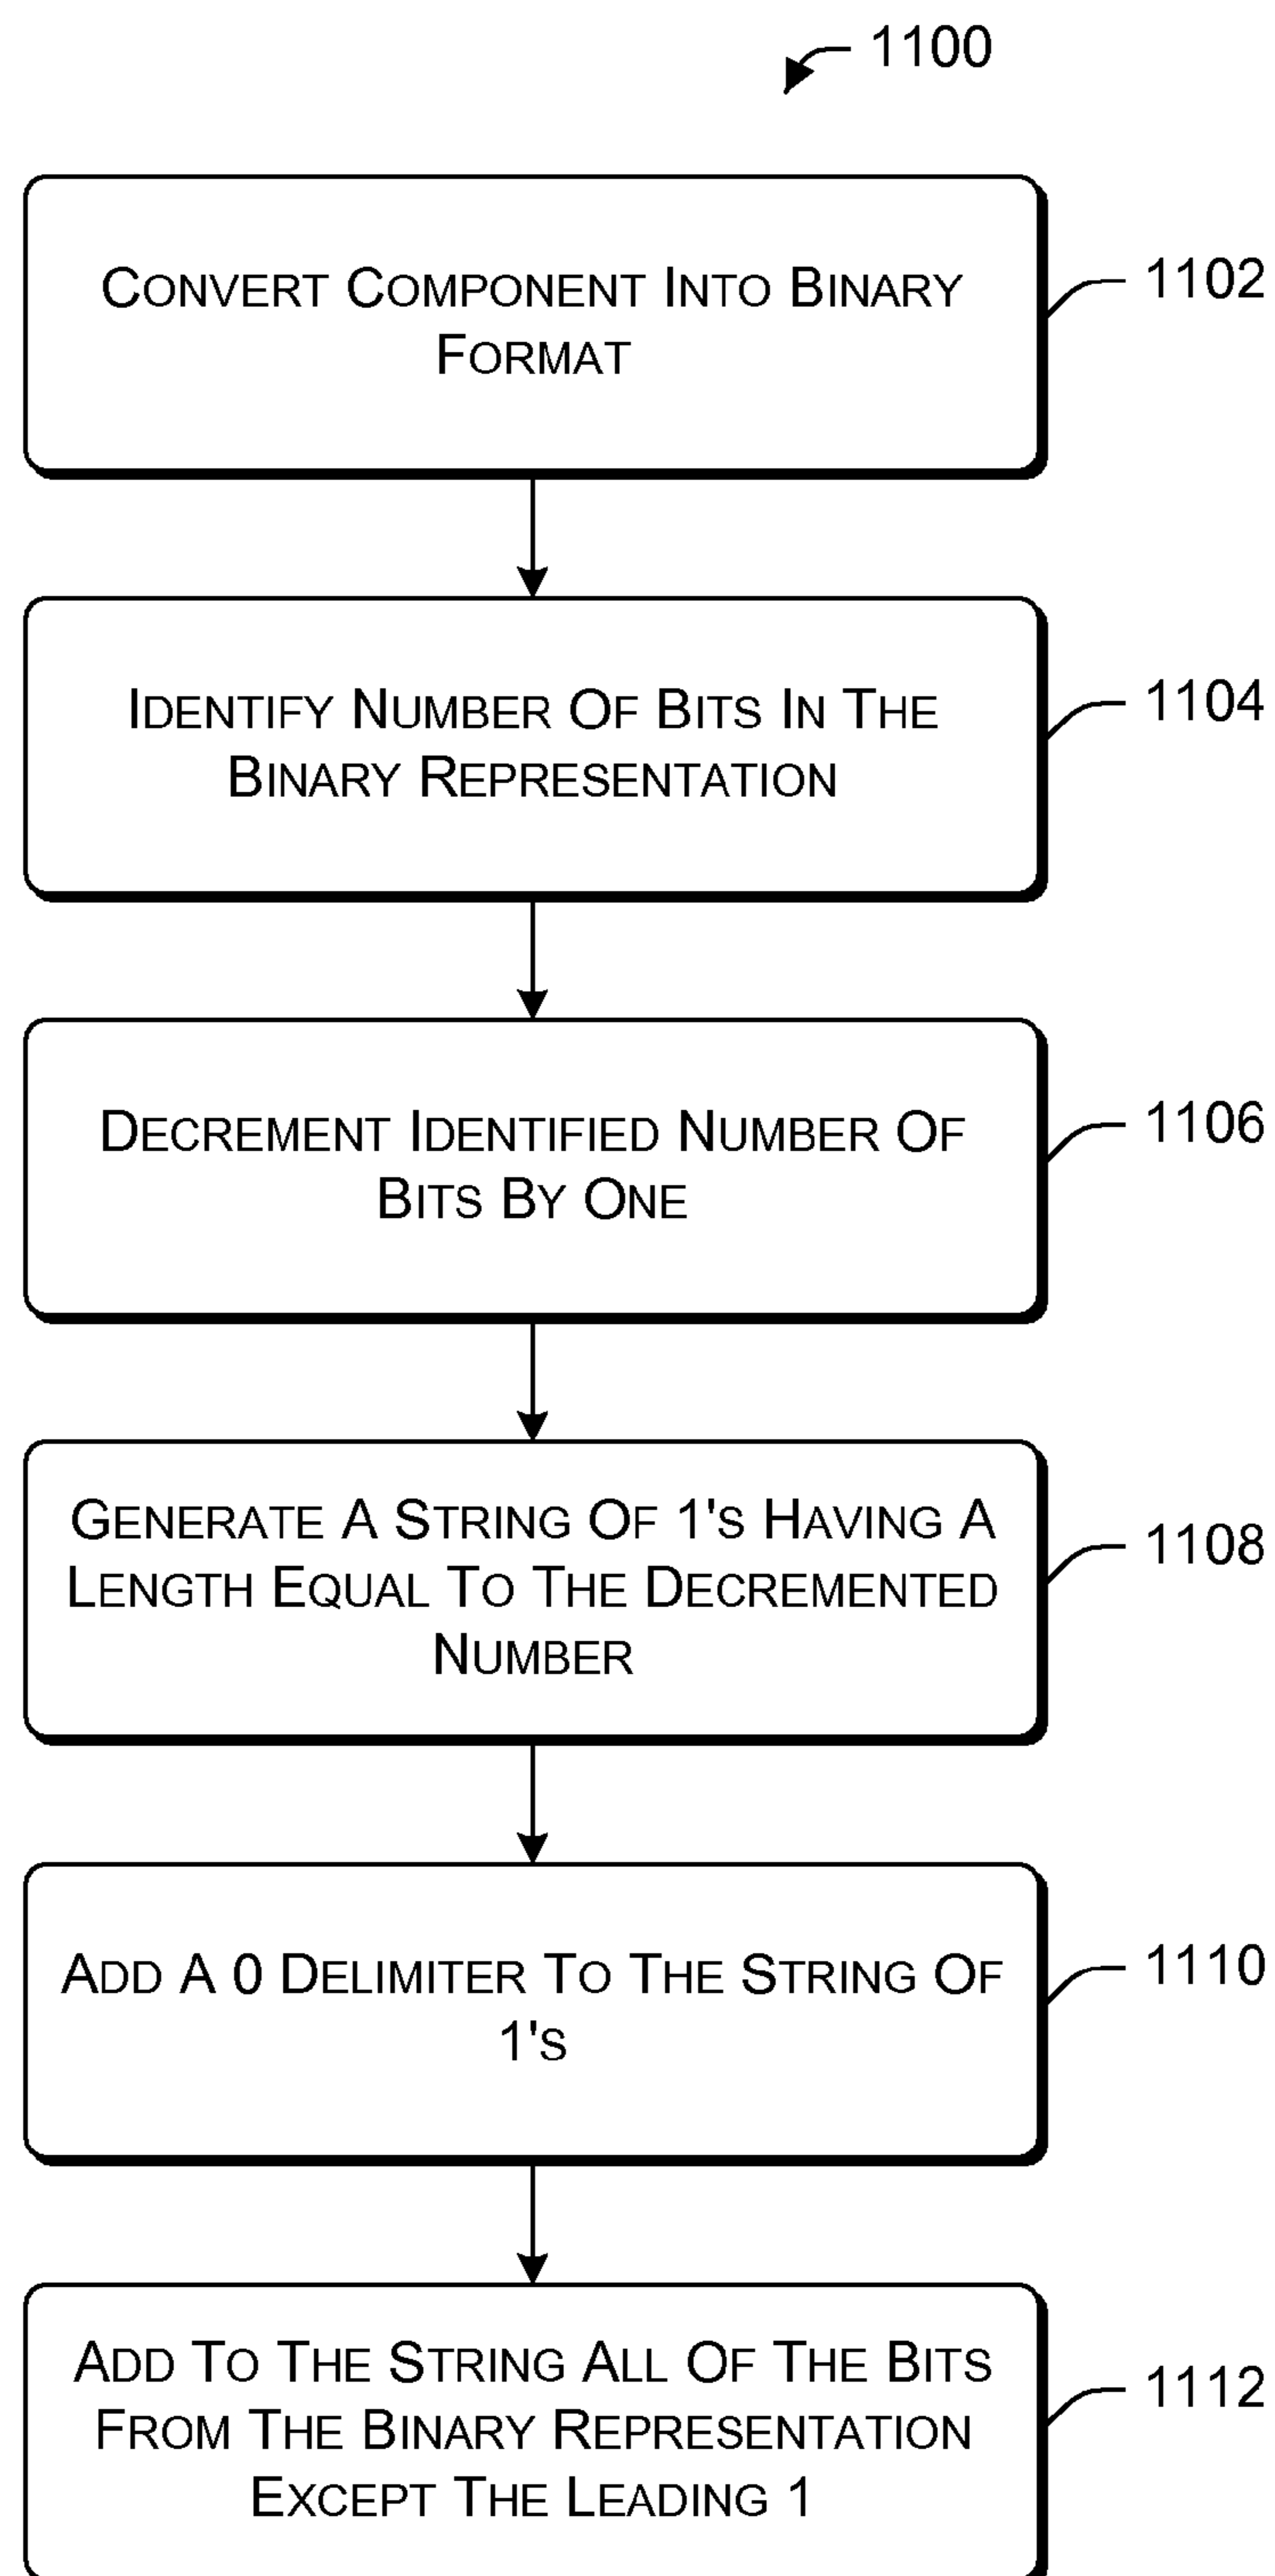 1100
CONVERT COMPONENT INTO BINARY
FORMAT
1102
IDENTIFY NUMBER OF BITS IN THE
BINARY REPRESENTATION
1104
DECREMENT IDENTIFIED NUMBER OF
BITS BY ONE
1106
GENERATE A STRING OF 1'S HAVING A
LENGTH EQUAL TO THE DECREMENTED
NUMBER
1108
ADD A 0 DELIMITER TO THE STRING OF
1'S
1110
ADD TO THE STRING ALL OF THE BITS
FROM THE BINARY REPRESENTATION
EXCEPT THE LEADING 1
1112